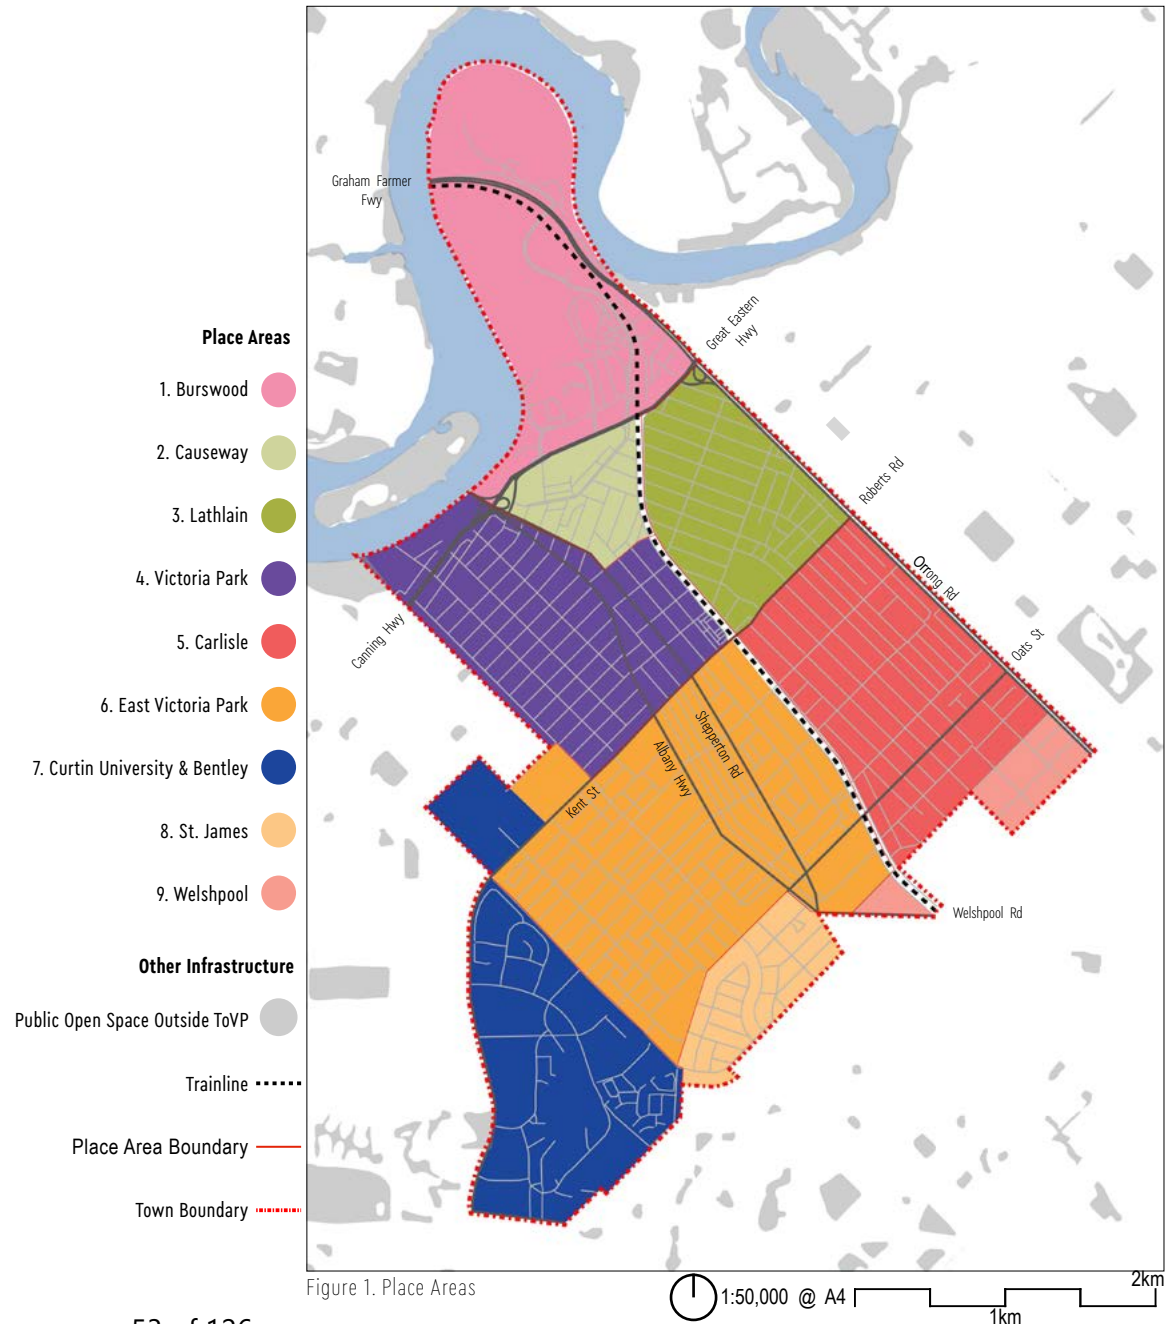 Place Areas
1. Burswood
2. Causeway
3. Lathlain
4. Victoria Park
5. Carlisle
6. East Victoria Park
7. Curtin University & Bentley
8. St. James
9. Welshpool
Other Infrastructure
Public Open Space Outside ToVP
Trainline
Place Area Boundary
Town Boundary
Graham Farmer
Fwy
Great Eastern
Hwy
Roberts Rd
Orrong Rd
Oats St
Canning Hwy
Shepperton Rd
Albany Hwy
Kent St
Welshpool Rd
Figure 1. Place Areas
1:50,000 @ A4
1km
2km